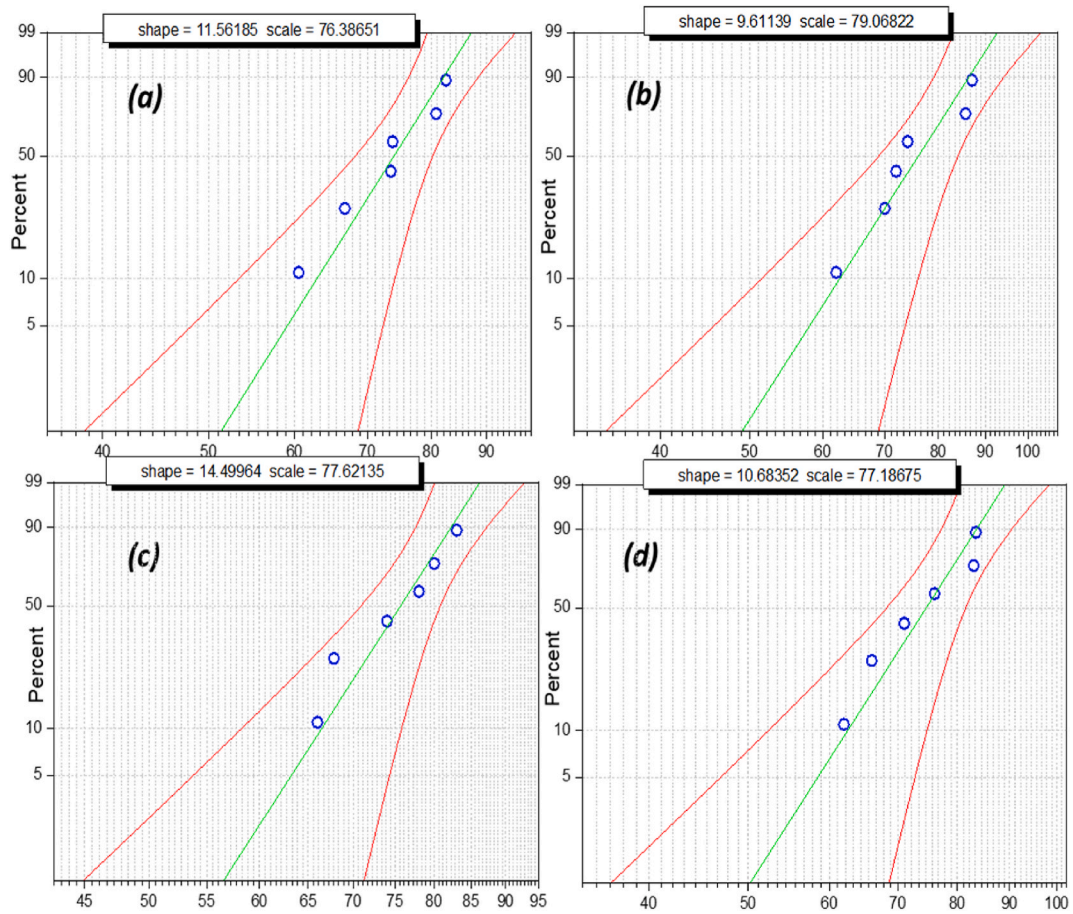 shape = 11.56185 scale = 76.38651
99
90
(a)
50
Percent
10
5
40 50 60 70 80 90
shape = 9.61139 scale = 79.06822
99
90
(b)
50
Percent
10
5
40 50 60 70 80 90 100
shape = 14.49964 scale = 77.62135
99
90
(c)
50
Percent
10
5
45 50 55 60 65 70 75 80 85 90 95
shape = 10.68352 scale = 77.18675
99
90
(d)
50
Percent
10
5
40 50 60 70 80 90 100